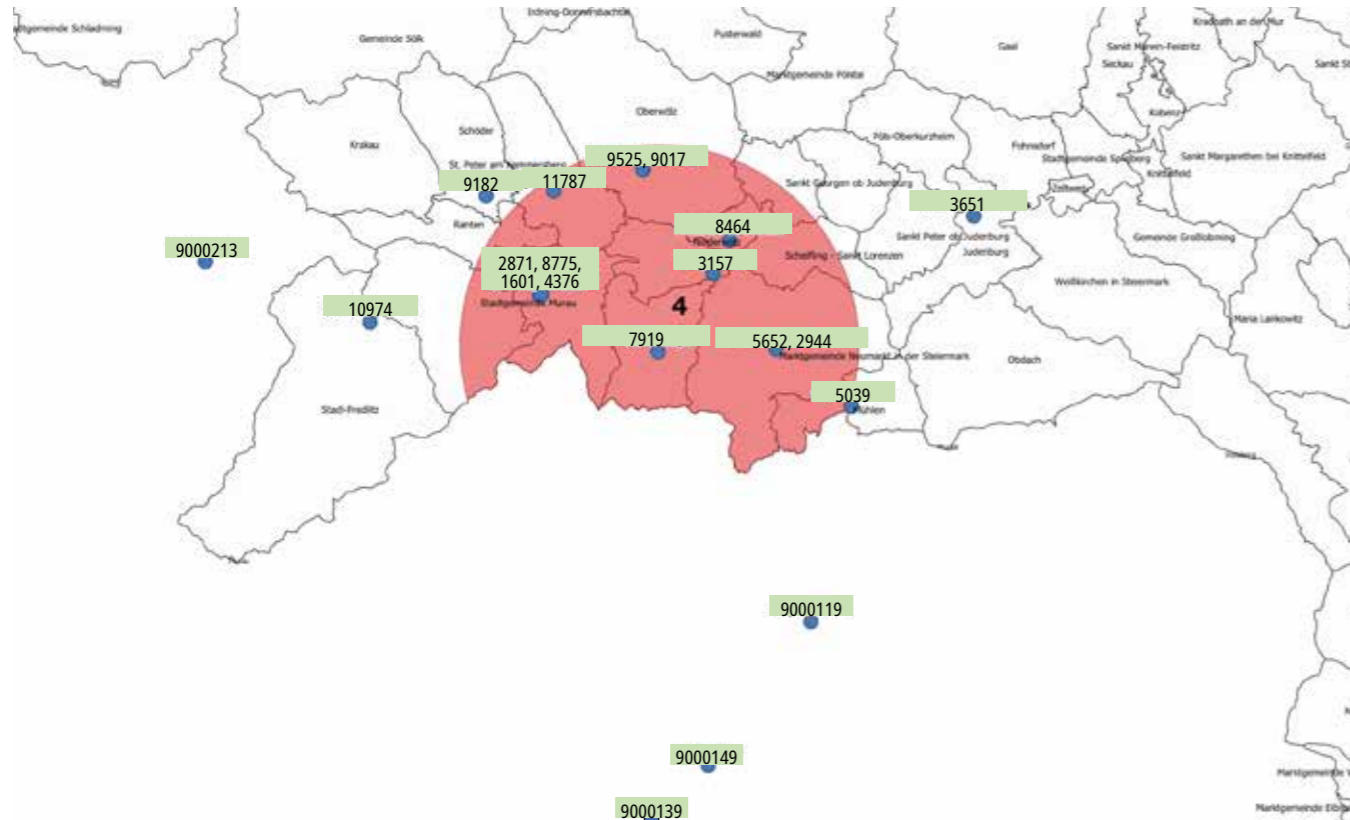 Gemeinde Sölk
Pusterwald
Gaal
Sankt Marein-Feistritz
Seckau
Marktgemeinde Pölstal
Oberwölz
Kobenz
Krakau
Schöder
Pöls-Oberkurzheim
Fohnsdorf
Stadtgemeinde Spielberg
Sankt Margarethen bei Knittelfeld
Knittelfeld
Zeltweg
St. Peter am Kammersberg
9525, 9017
9182
11787
Sankt Georgen ob Judenburg
3651
Ranten
8464
Niederwölz
Sankt Peter ob Judenburg
Judenburg
Gemeinde Großlobming
9000213
2871, 8775,
1601, 4376
3157
Scheifling - Sankt Lorenzen
Weißkirchen in Steiermark
Stadtgemeinde Murau
10974
4
Maria Lankowitz
7919
5652, 2944
Marktgemeinde Neumarkt in der Steiermark
Obdach
5039
Mühlen
Stadl-Predlitz
9000119
9000149
9000139